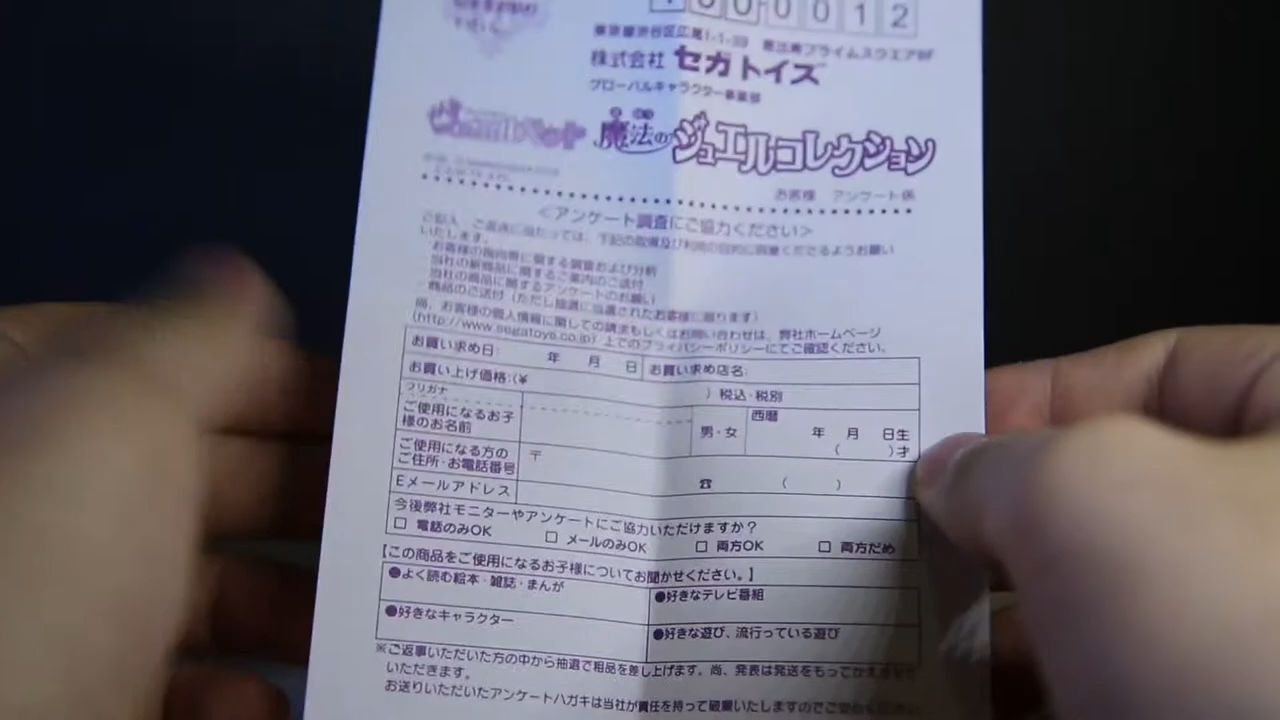 0012
東京都渋谷区広尾1-1-39 恵比寿プライムスクエア
株式会社 セガトイズ
グローバルキャラクター事業部
魔法のジュエルコレクション
お客様 アンケート係
<アンケート調査にご協力ください>
ご記入、ご返送に当たっては、下記の取得及び利用の目的に同意くださるようお願い
いたします。
お客様の指向等に関する調査および分析
当社の新商品に関するご案内のご送付
当社の商品に関するアンケートのお願い
商品のご送付(ただし抽選に当選されたお客様に限ります)
尚、お客様の個人情報に関しての請求もしくはお問い合わせは、弊社ホームページ
(http://www.segatoys.co.jp)上でのプライバシーポリシーにてご確認ください。
お買い求め日: 年 月 日 お買い求め店名:
お買い上げ価格:(¥ )税込・税別
フリガナ
ご使用になるお子様のお名前 男・女 西暦 年 月 日生 ( )才
ご使用になる方のご住所・お電話番号 〒 ☎ ( )
Eメールアドレス
今後弊社モニターやアンケートにご協力いただけますか?
□ 電話のみOK □ メールのみOK □ 両方OK □ 両方だめ
【この商品をご使用になるお子様についてお聞かせください。】
●よく読む絵本・雑誌・まんが ●好きなテレビ番組
●好きなキャラクター ●好きな遊び、流行っている遊び
※ご返事いただいた方の中から抽選で粗品を差し上げます。尚、発表は発送をもってかえさせて
いただきます。
お送りいただいたアンケートハガキは当社が責任を持って破棄いたしますのでご安心ください